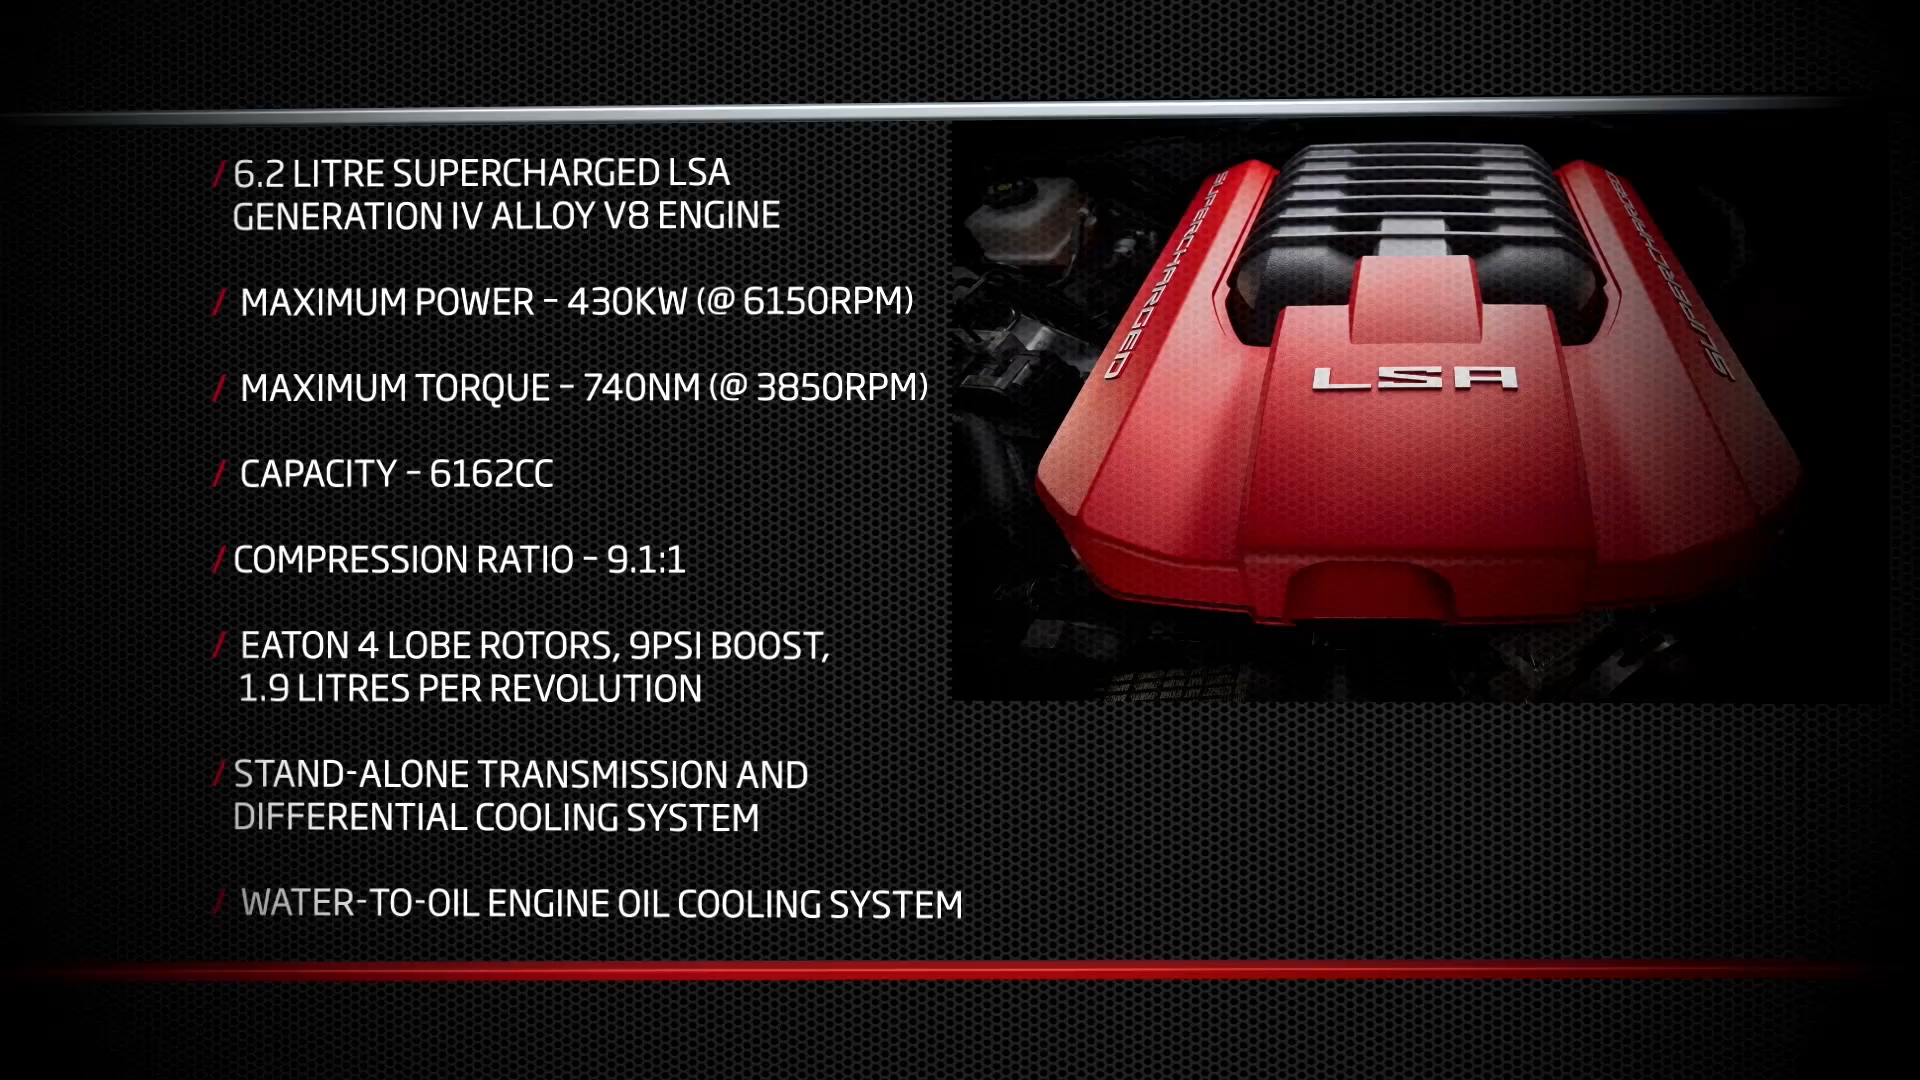 / 6.2 LITRE SUPERCHARGED LSA
GENERATION IV ALLOY V8 ENGINE
/ MAXIMUM POWER – 430KW (@ 6150RPM)
/ MAXIMUM TORQUE – 740NM (@ 3850RPM)
/ CAPACITY – 6162CC
/ COMPRESSION RATIO – 9.1:1
/ EATON 4 LOBE ROTORS, 9PSI BOOST,
1.9 LITRES PER REVOLUTION
/ STAND-ALONE TRANSMISSION AND
DIFFERENTIAL COOLING SYSTEM
/ WATER-TO-OIL ENGINE OIL COOLING SYSTEM
SUPERCHARGED
LSA
SUPERCHARGED